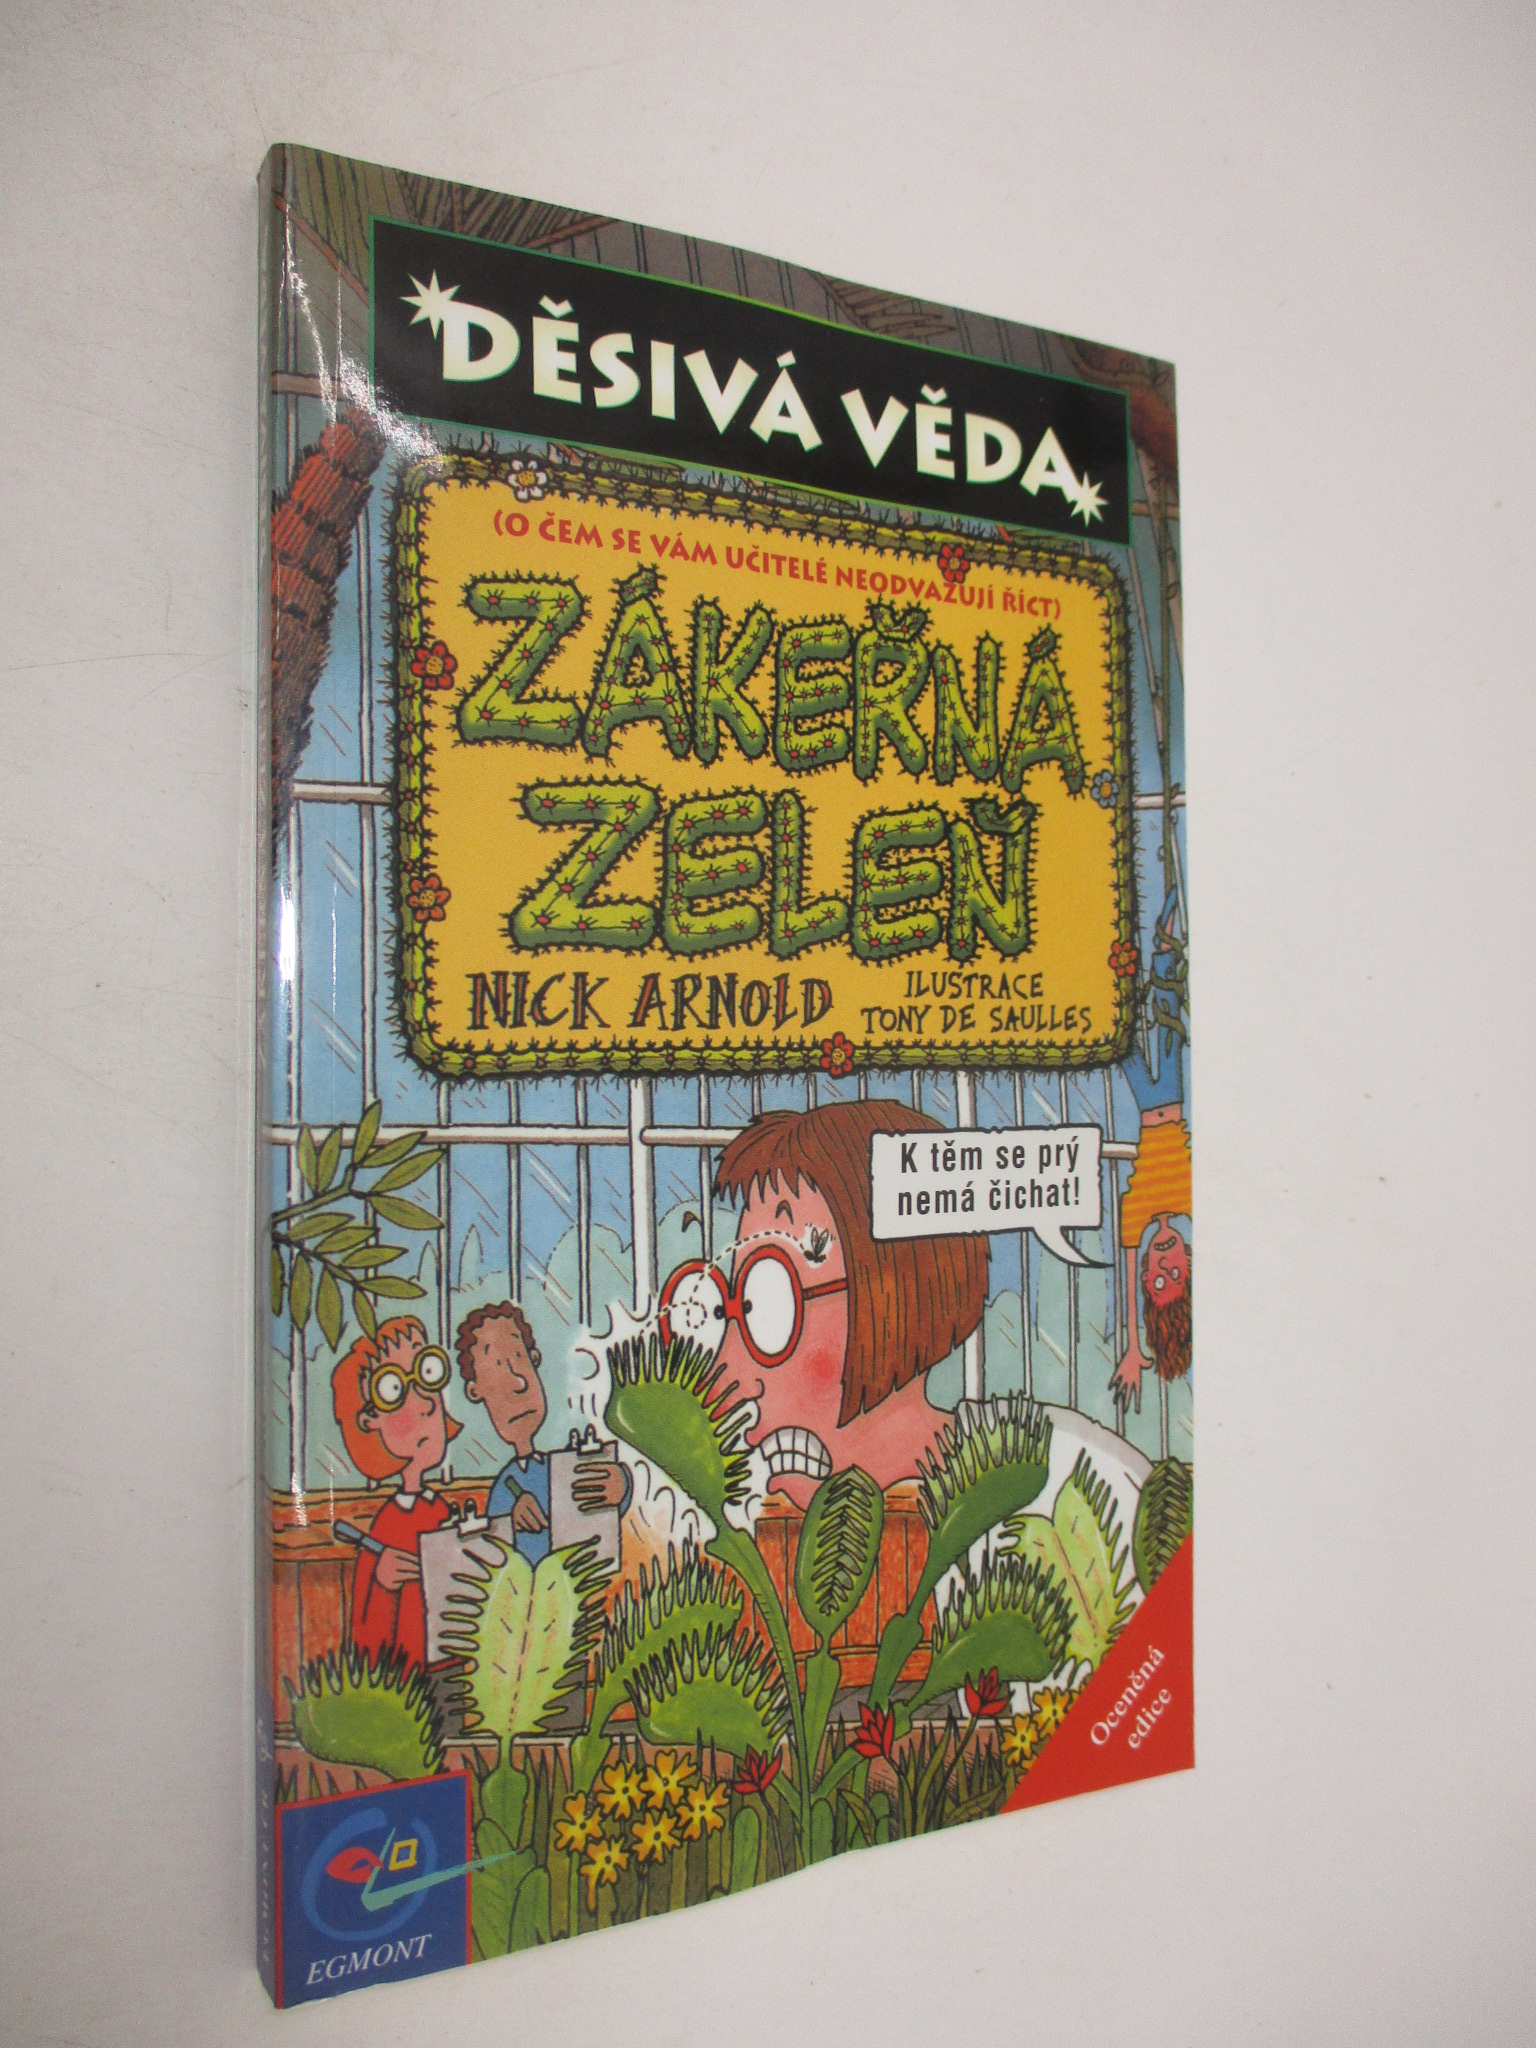 DĚSIVÁ VĚDA
(O ČEM SE VÁM UČITELÉ NEODVAŽUJÍ ŘÍCT)
ZÁKEŘNÁ
ZELEŇ
NICK ARNOLD
ILUSTRACE
TONY DE SAULLES
K těm se prý
nemá čichat!
Oceněná
edice
EGMONT